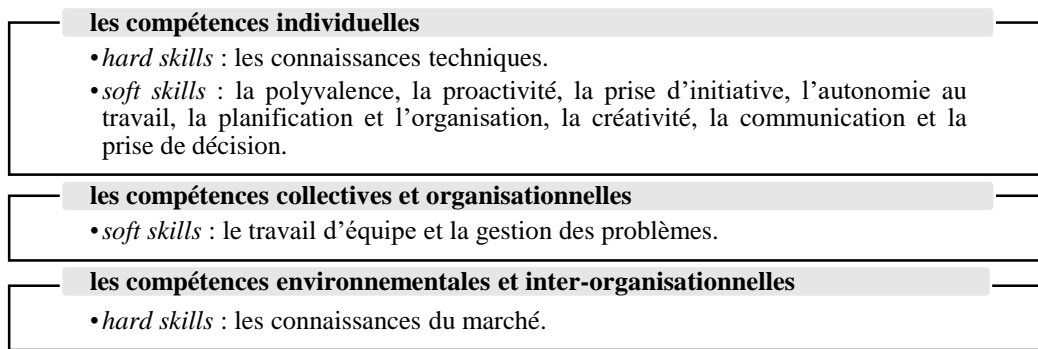 les compétences individuelles
•hard skills : les connaissances techniques.
•soft skills : la polyvalence, la proactivité, la prise d’initiative, l’autonomie au
travail, la planification et l’organisation, la créativité, la communication et la
prise de décision.
les compétences collectives et organisationnelles
•soft skills : le travail d’équipe et la gestion des problèmes.
les compétences environnementales et inter-organisationnelles
•hard skills : les connaissances du marché.